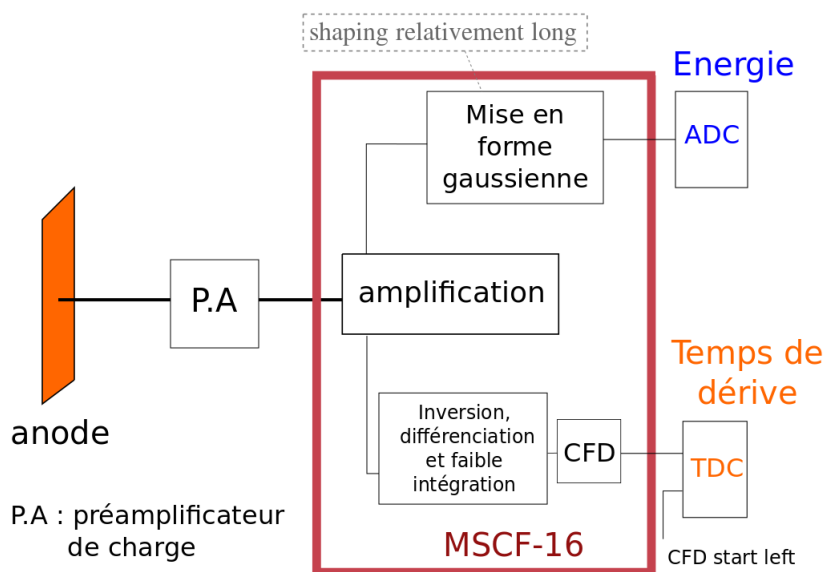 shaping relativement long
Energie
Mise en
forme
gaussienne
ADC
P.A
amplification
Temps de
dérive
anode
Inversion,
différenciation
et faible
intégration
CFD
TDC
P.A : préamplificateur
de charge
MSCF-16
CFD start left